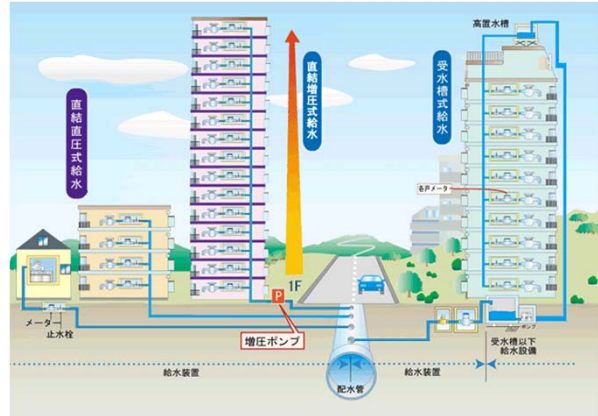 高置水槽
直結増圧式給水
受水槽式給水
直結直圧式給水
各戸メーター
1F
P
メーター
止水栓
増圧ポンプ
ポンプ
受水槽以下
給水設備
給水装置
配水管
給水装置